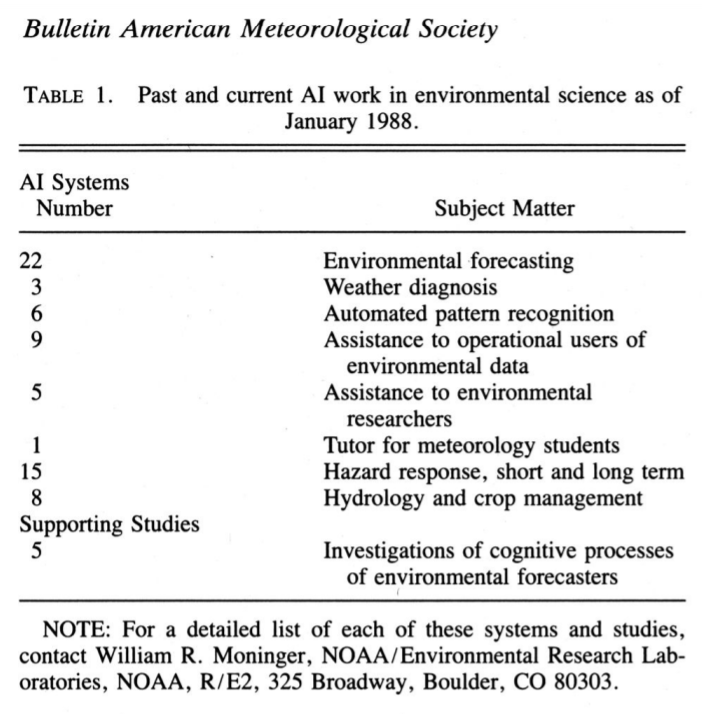 Bulletin American Meteorological Society
TABLE 1. Past and current AI work in environmental science as of
January 1988.
AI Systems
Number Subject Matter
22 Environmental forecasting
3 Weather diagnosis
6 Automated pattern recognition
9 Assistance to operational users of
environmental data
5 Assistance to environmental
researchers
1 Tutor for meteorology students
15 Hazard response, short and long term
8 Hydrology and crop management
Supporting Studies
5 Investigations of cognitive processes
of environmental forecasters
NOTE: For a detailed list of each of these systems and studies,
contact William R. Moninger, NOAA/Environmental Research Lab-
oratories, NOAA, R/E2, 325 Broadway, Boulder, CO 80303.